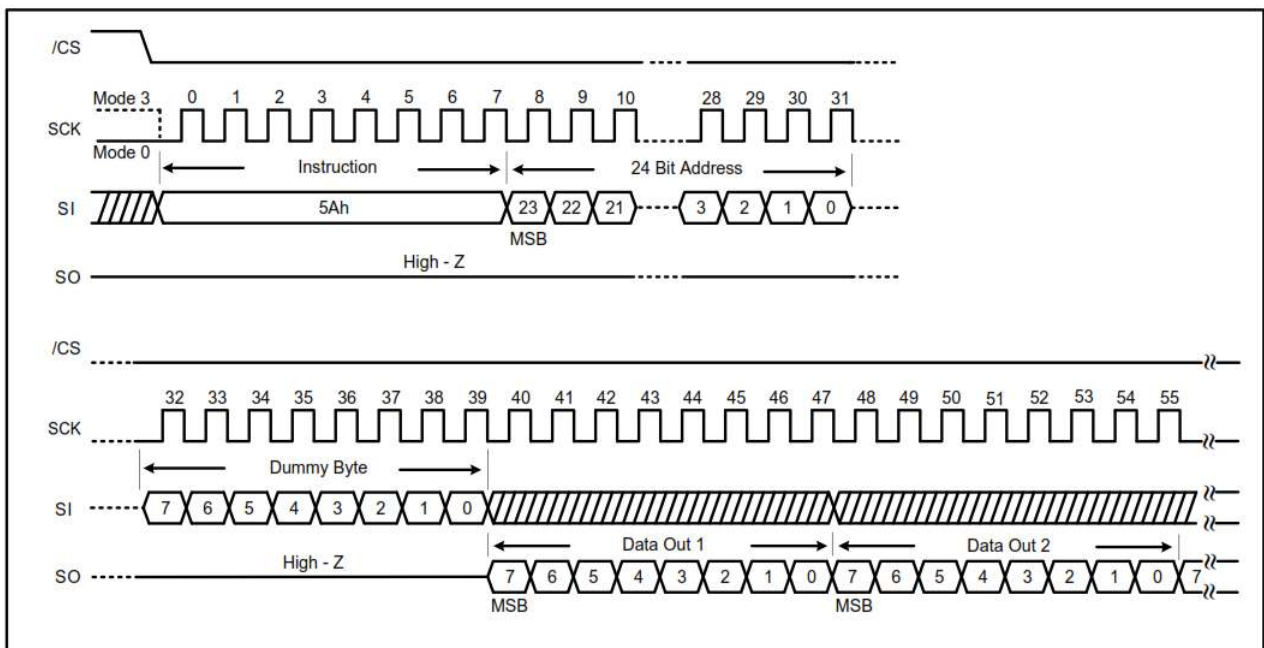 /CS
Mode 3 0 1 2 3 4 5 6 7 8 9 10 28 29 30 31
SCK
Mode 0
Instruction 24 Bit Address
SI 5Ah 23 22 21 3 2 1 0
MSB
High - Z
SO
/CS
32 33 34 35 36 37 38 39 40 41 42 43 44 45 46 47 48 49 50 51 52 53 54 55
SCK
Dummy Byte
SI 7 6 5 4 3 2 1 0
Data Out 1 Data Out 2
High - Z
SO 7 6 5 4 3 2 1 0 7 6 5 4 3 2 1 0 7
MSB MSB